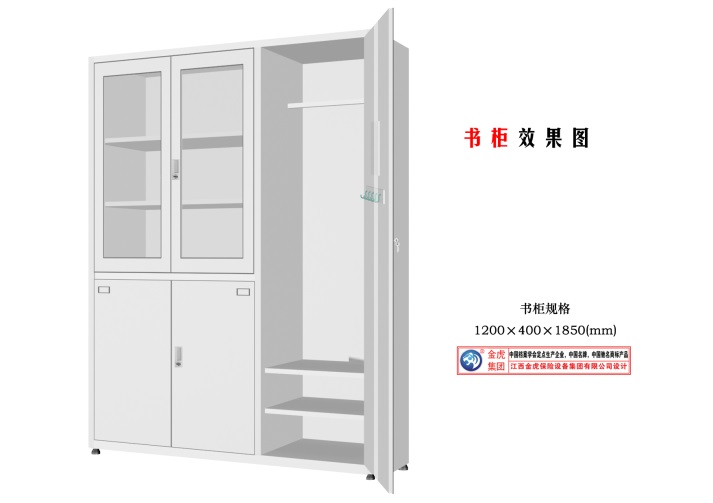 书柜效果图
书柜规格
1200×400×1850(mm)
金虎
集团
中国档案学会定点生产企业、中国名牌、中国驰名商标产品
江西金虎保险设备集团有限公司设计